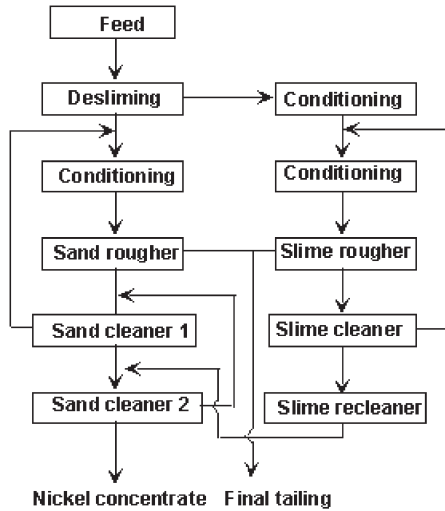 Feed
Desliming
Conditioning
Conditioning
Conditioning
Sand rougher
Slime rougher
Sand cleaner 1
Slime cleaner
Sand cleaner 2
Slime recleaner
Nickel concentrate
Final tailing